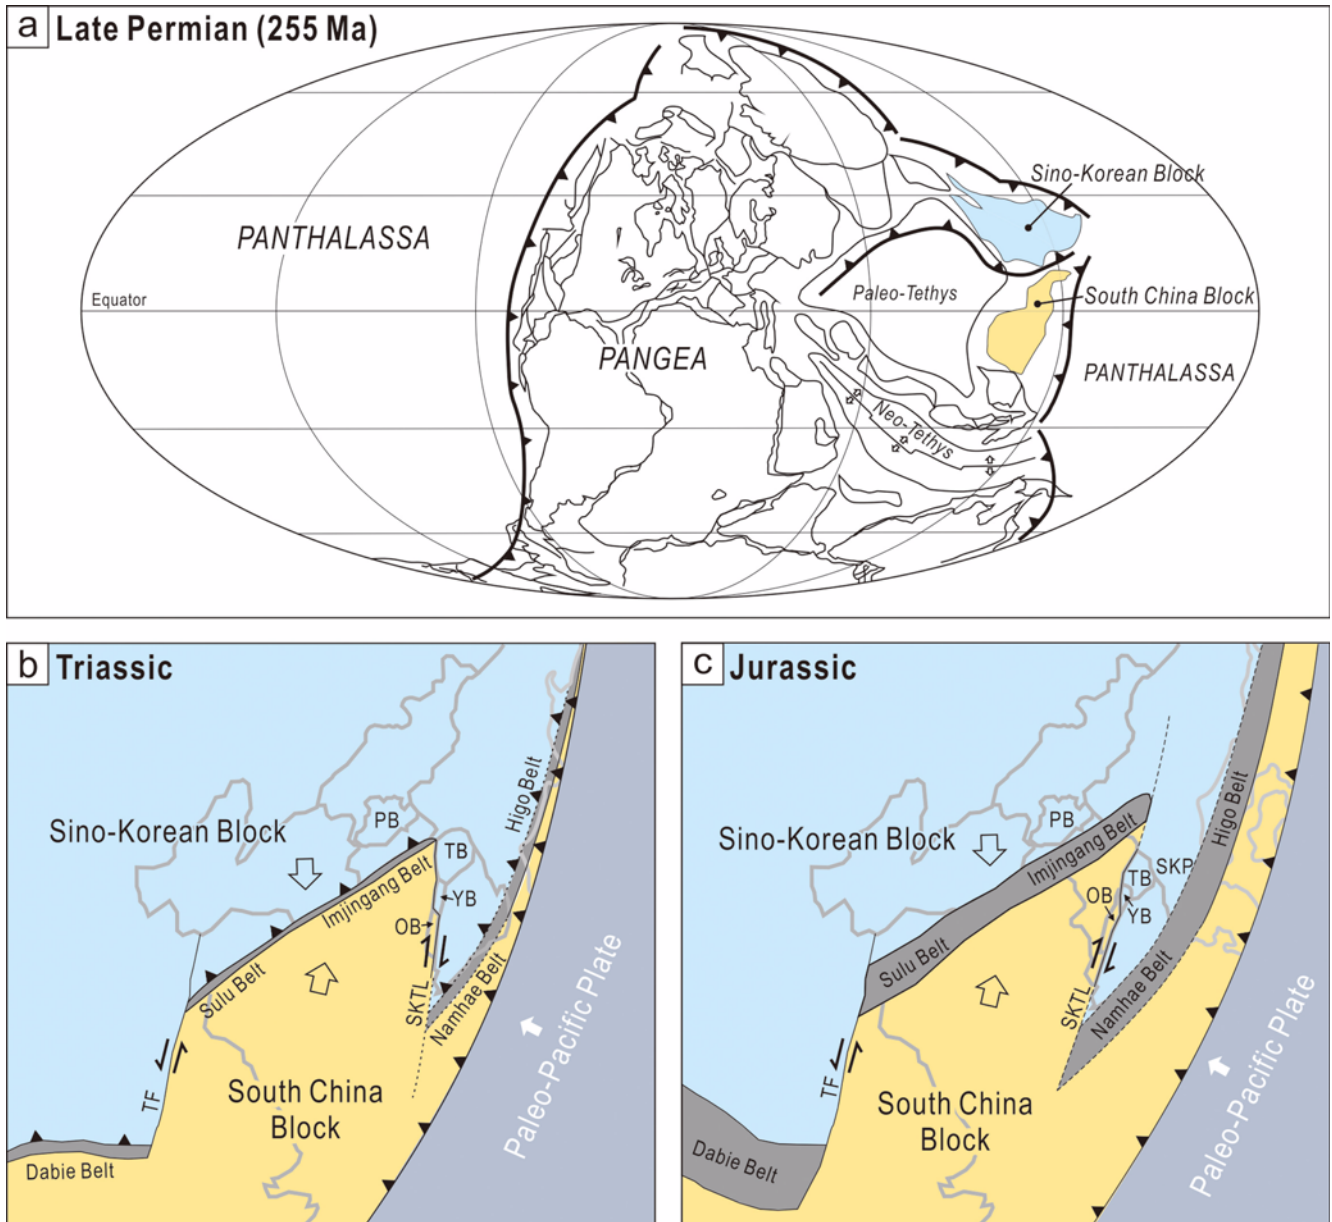 a Late Permian (255 Ma)
Sino-Korean Block
PANTHALASSA
Equator
Paleo-Tethys
South China Block
PANGEA
PANTHALASSA
Neo-Tethys
b Triassic
Higo Belt
PB
Sino-Korean Block
TB
Imjingang Belt
YB
OB
Sulu Belt
SKTL
Namhae Belt
TF
South China
Block
Paleo-Pacific Plate
Dabie Belt
c Jurassic
Higo Belt
PB
Sino-Korean Block
Imjingang Belt
SKP
TB
OB
YB
Sulu Belt
SKTL
Namhae Belt
TF
South China
Block
Paleo-Pacific Plate
Dabie Belt